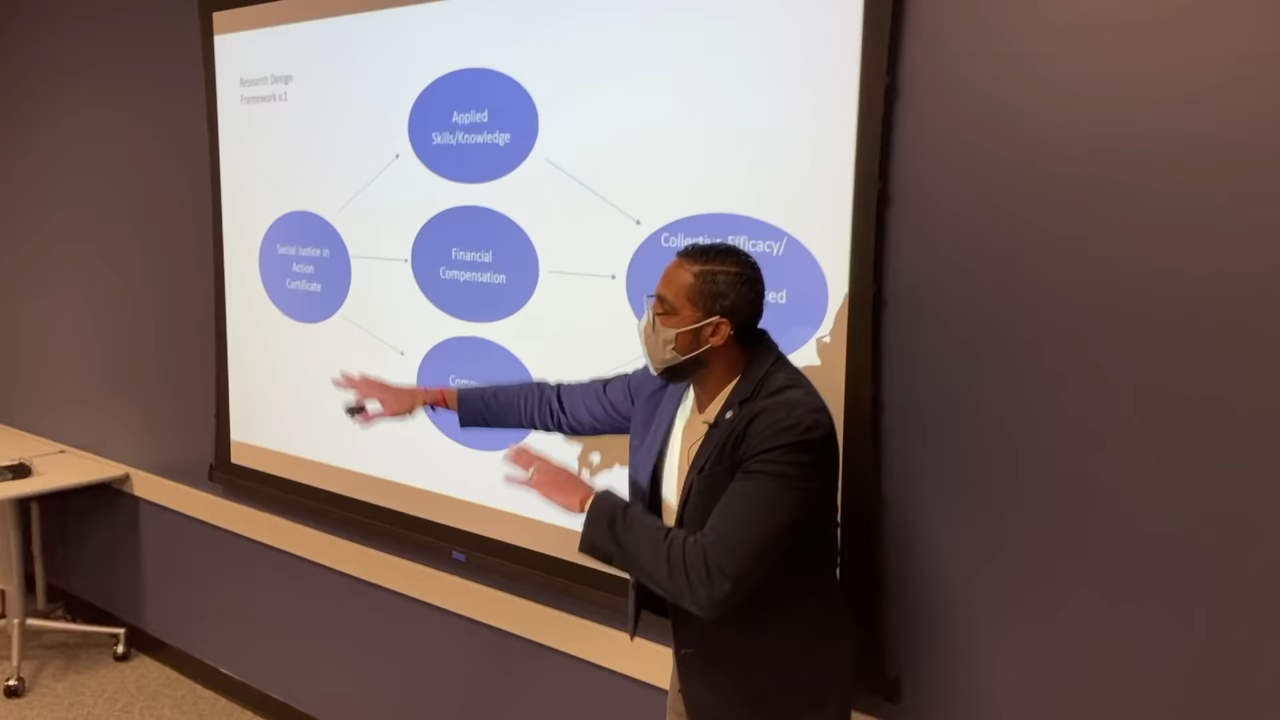 Research Design
Framework v.1
Applied
Skills/Knowledge
Social Justice in
Action
Certificate
Financial
Compensation
Collective Efficacy/